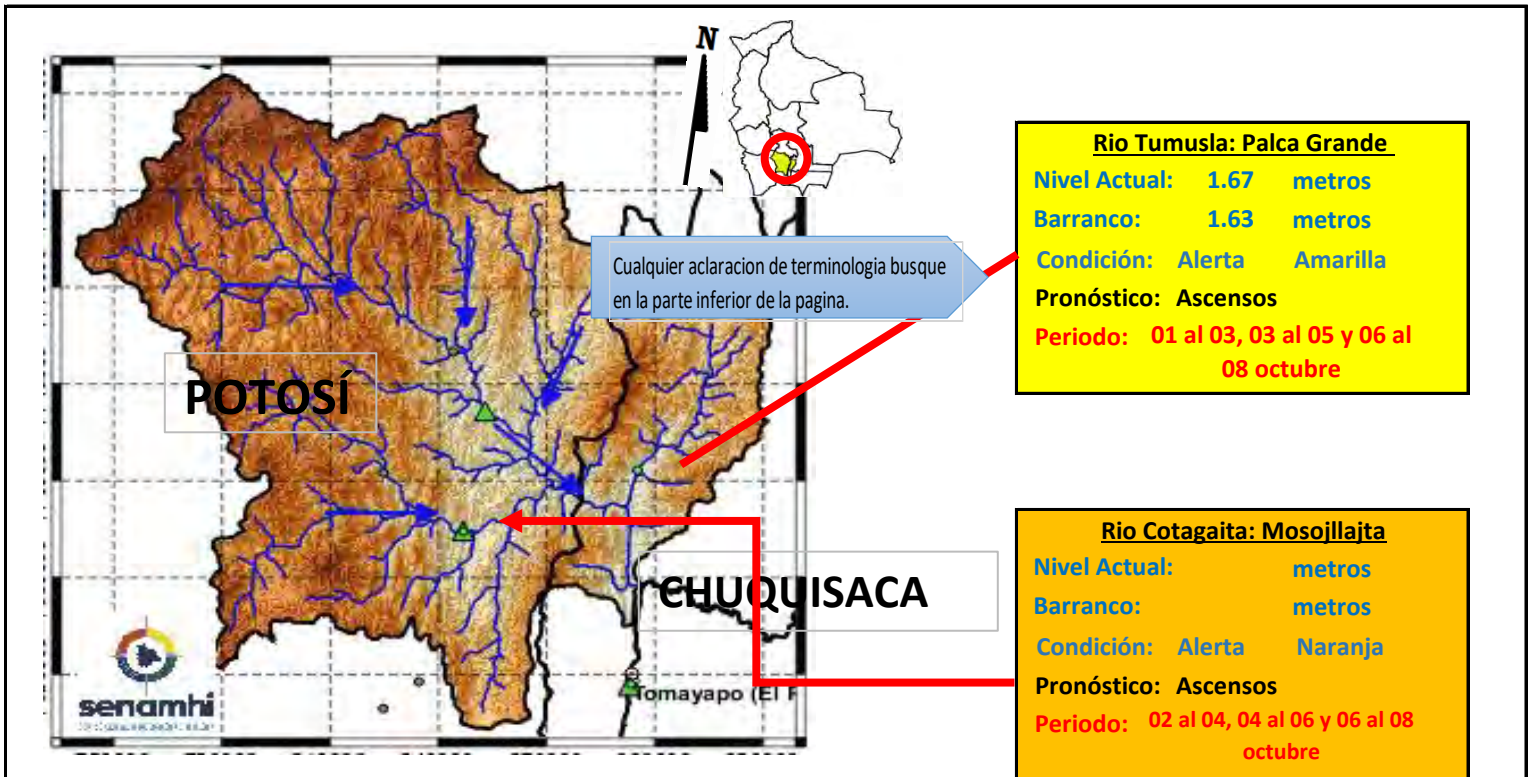 N
Rio Tumusla: Palca Grande
Nivel Actual: 1.67 metros
Barranco: 1.63 metros
Condición: Alerta Amarilla
Pronóstico: Ascensos
Periodo: 01 al 03, 03 al 05 y 06 al
08 octubre
Cualquier aclaracion de terminologia busque
en la parte inferior de la pagina.
POTOSÍ
CHUQUISACA
Rio Cotagaita: Mosojllajta
Nivel Actual: metros
Barranco: metros
Condición: Alerta Naranja
Pronóstico: Ascensos
Periodo: 02 al 04, 04 al 06 y 06 al 08
octubre
senamhi
Tomayapo (El